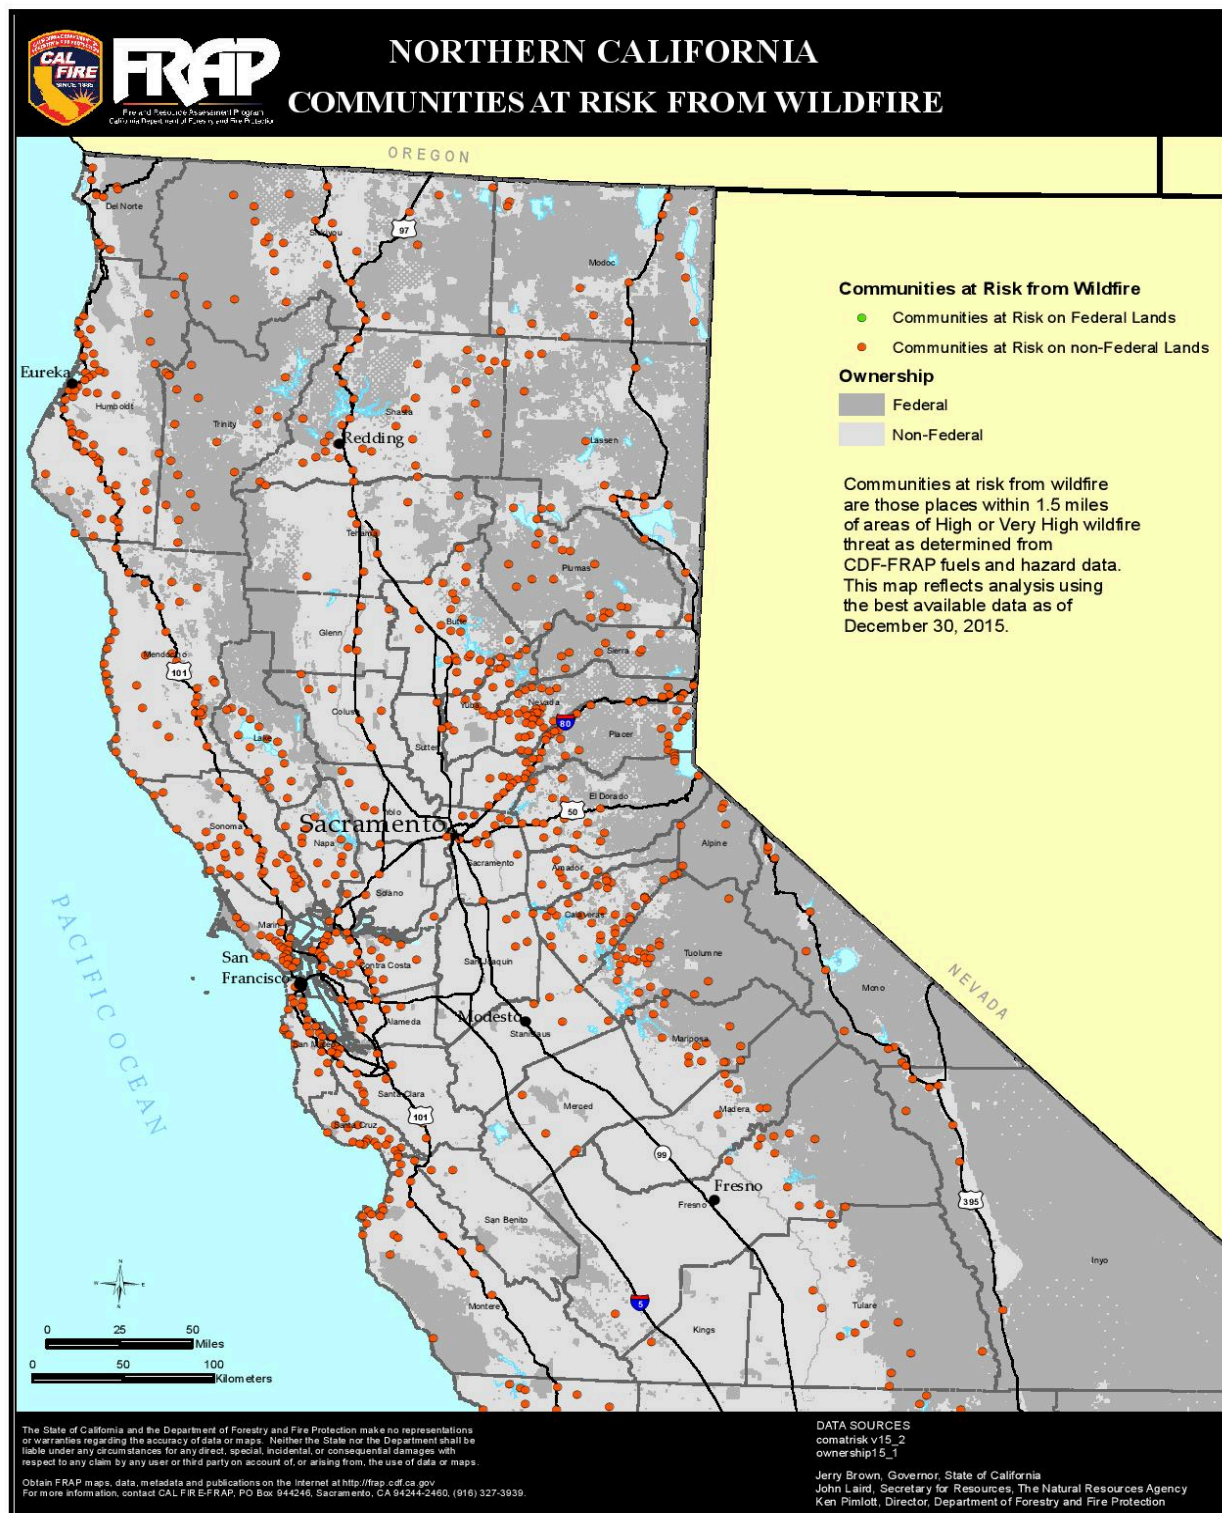 CAL
FIRE
SINCE 1885
FRAP
Fire and Resource Assessment Program
California Department of Forestry and Fire Protection
NORTHERN CALIFORNIA
COMMUNITIES AT RISK FROM WILDFIRE
OREGON
Del Norte
Siskiyou
97
Modoc
Communities at Risk from Wildfire
Communities at Risk on Federal Lands
Communities at Risk on non-Federal Lands
Ownership
Federal
Non-Federal
Eureka
Humboldt
Trinity
Shasta
Redding
Lassen
Communities at risk from wildfire
are those places within 1.5 miles
of areas of High or Very High wildfire
threat as determined from
CDF-FRAP fuels and hazard data.
This map reflects analysis using
the best available data as of
December 30, 2015.
Tehama
Plumas
Butte
Glenn
Sierra
Mendocino
101
Colusa
Yuba
Nevada
80
Lake
Sutter
Placer
El Dorado
50
Yolo
Sacramento
Sonoma
Napa
Sacramento
Amador
Alpine
Solano
Calaveras
Marin
Tuolumne
San
Francisco
Contra Costa
San Joaquin
Mono
NEVADA
PACIFIC OCEAN
Alameda
Modesto
Stanislaus
San Mateo
Mariposa
Santa Clara
101
Merced
Madera
Santa Cruz
99
Fresno
Fresno
395
San Benito
Inyo
Monterey
5
Kings
Tulare
N
W
E
S
0 25 50
Miles
0 50 100
Kilometers
The State of California and the Department of Forestry and Fire Protection make no representations
or warranties regarding the accuracy of data or maps. Neither the State nor the Department shall be
liable under any circumstances for any direct, special, incidental, or consequential damages with
respect to any claim by any user or third party on account of, or arising from, the use of data or maps.
Obtain FRAP maps, data, metadata and publications on the Internet at http://frap.cdf.ca.gov
For more information, contact CAL FIRE-FRAP, PO Box 944246, Sacramento, CA 94244-2460, (916) 327-3939.
DATA SOURCES
comatrisk v15_2
ownership15_1
Jerry Brown, Governor, State of California
John Laird, Secretary for Resources, The Natural Resources Agency
Ken Pimlott, Director, Department of Forestry and Fire Protection